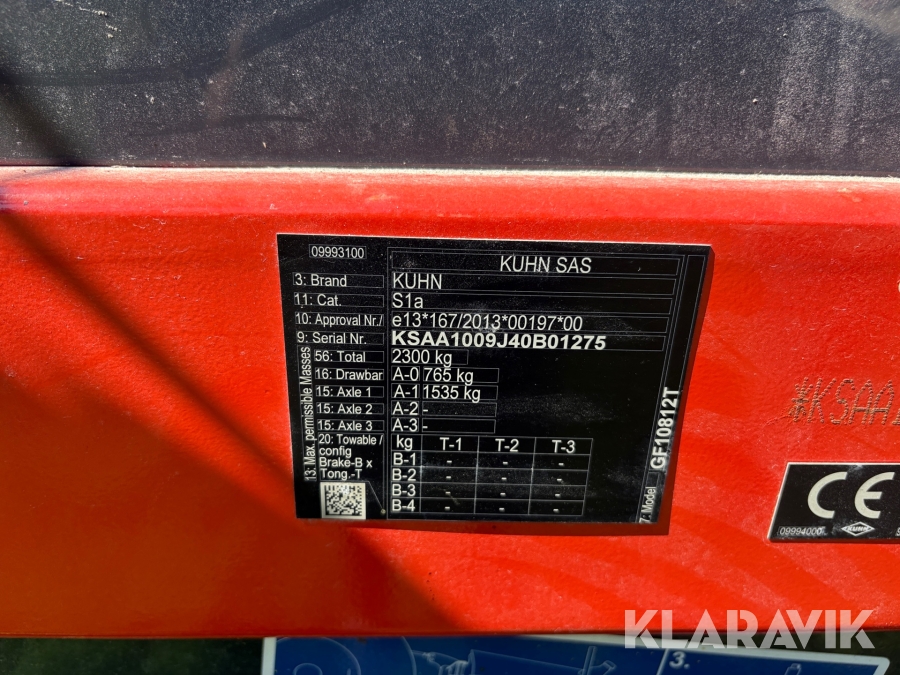 09993100
KUHN SAS
3: Brand KUHN
11: Cat. S1a
10: Approval Nr./ e13*167/2013*00197*00
9: Serial Nr. KSAA1009J40B01275
13: Max. permissible Masses
56: Total 2300 kg
16: Drawbar A-0 765 kg
15: Axle 1 A-1 1535 kg
15: Axle 2 A-2 -
15: Axle 3 A-3 -
20: Towable / config Brake-B x Tong.-T
kg T-1 T-2 T-3
B-1 - - -
B-2 - - -
B-3 - - -
B-4 - - -
7: Model GF10812T
*KSAA
CE
09994000
KUHN
KLARAVIK
3.